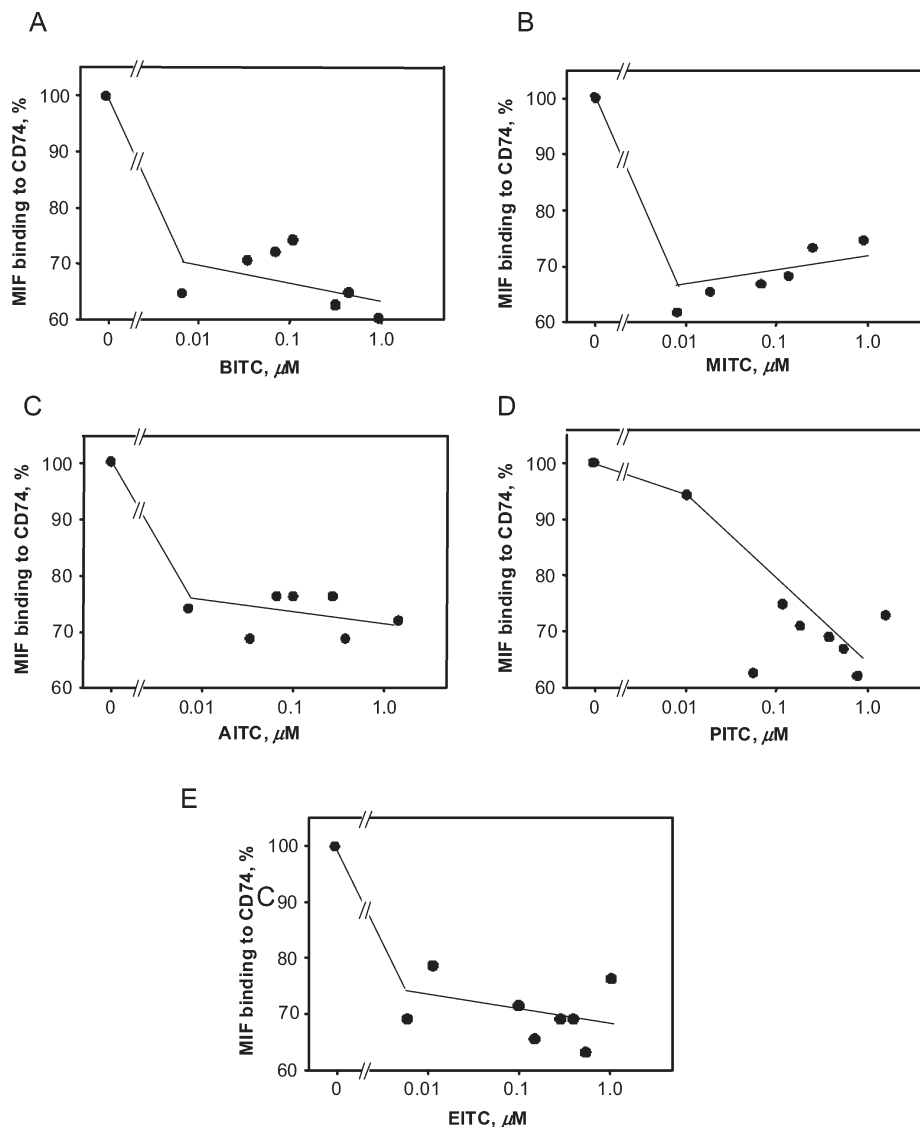 A
MIF binding to CD74, %
100
90
80
70
60
0
0.01
0.1
1.0
BITC, μM
B
MIF binding to CD74, %
100
90
80
70
60
0
0.01
0.1
1.0
MITC, μM
C
MIF binding to CD74, %
100
90
80
70
60
0
0.01
0.1
1.0
AITC, μM
D
MIF binding to CD74, %
100
90
80
70
60
0
0.01
0.1
1.0
PITC, μM
E
MIF binding to CD74, %
C
100
90
80
70
60
0
0.01
0.1
1.0
EITC, μM